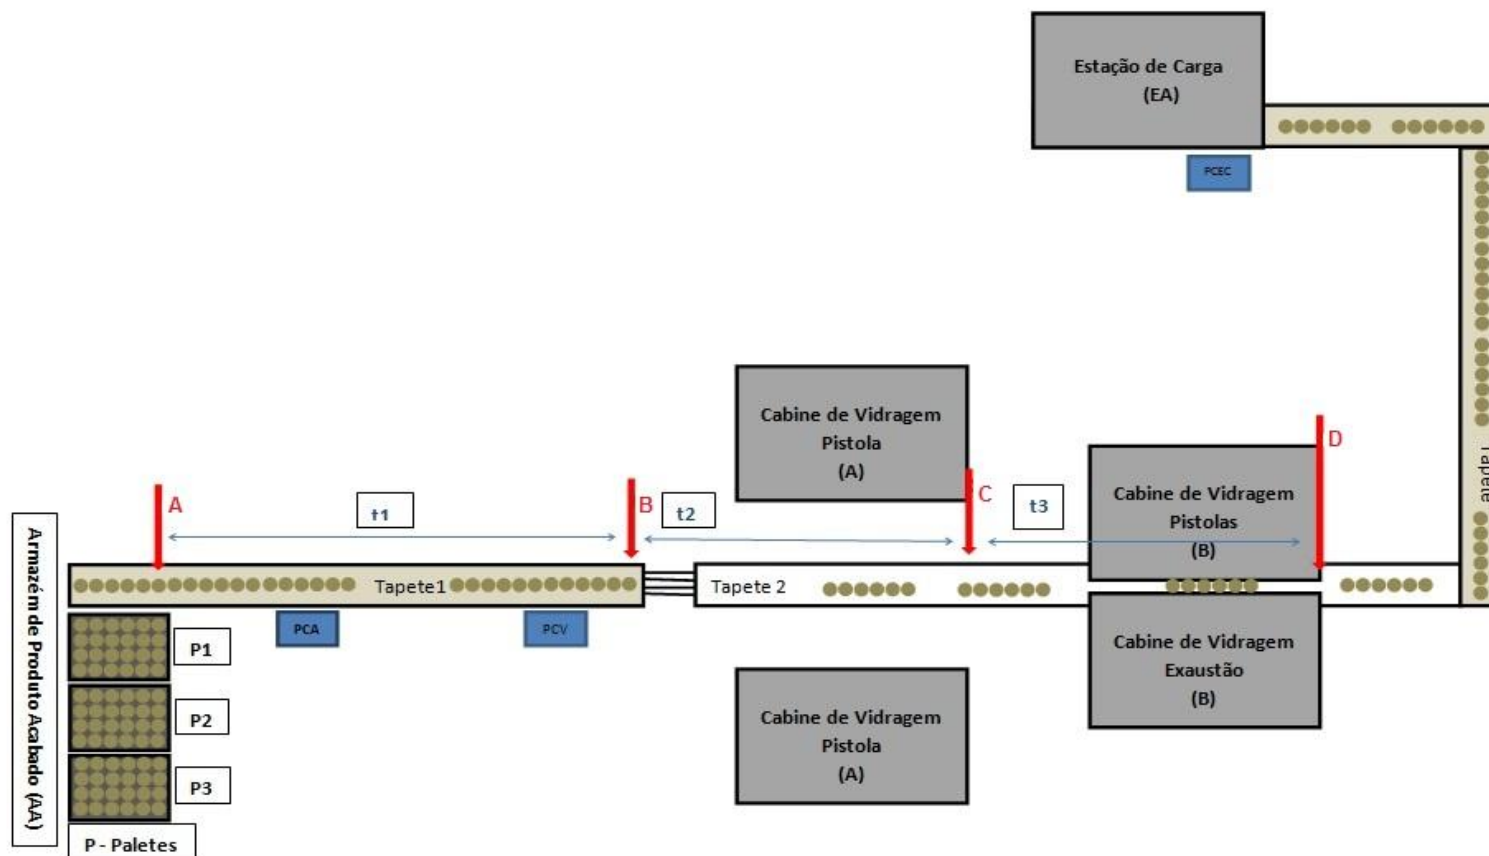 Estação de Carga
(EA)
PCEC
Cabine de Vidragem
Pistola
(A)
D
Cabine de Vidragem
Pistolas
(B)
Tapete
A
t1
B
t2
C
t3
Armazém de Produto Acabado (AA)
Tapete1
Tapete 2
PCA
PCV
P1
P2
P3
P - Paletes
Cabine de Vidragem
Exaustão
(B)
Cabine de Vidragem
Pistola
(A)